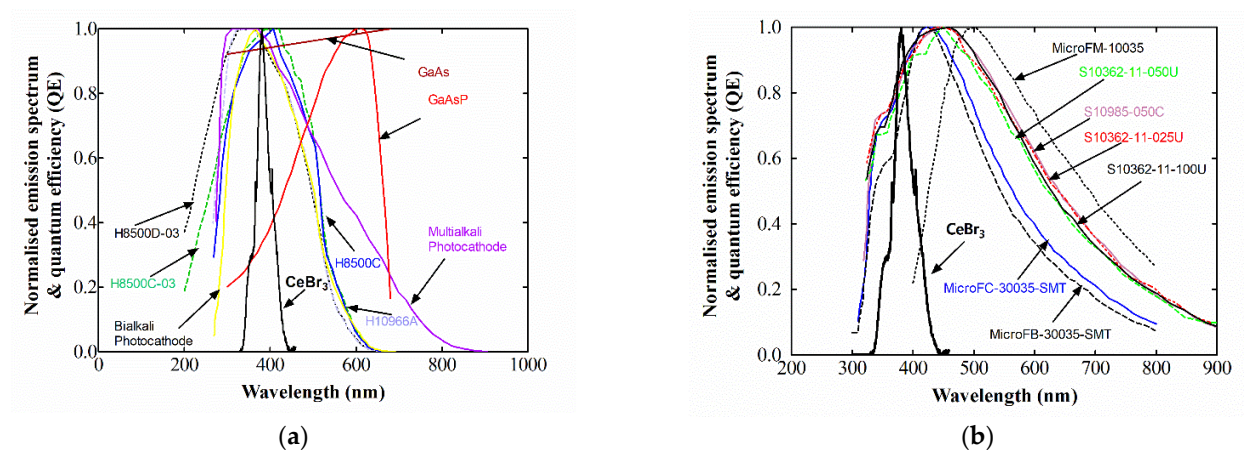 Normalised emission spectrum
& quantum efficiency (QE)
1.0
0.8
0.6
0.4
0.2
0.0
GaAs
GaAsP
H8500D-03
H8500C-03
Bialkali
Photocathode
CeBr3
H8500C
H10966A
Multialkali
Photocathode
0
200
400
600
800
1000
Wavelength (nm)
(a)
Normalised emission spectrum
& quantum efficiency (QE)
1.0
0.8
0.6
0.4
0.2
0.0
MicroFM-10035
S10362-11-050U
S10985-050C
S10362-11-025U
S10362-11-100U
CeBr3
MicroFC-30035-SMT
MicroFB-30035-SMT
200
300
400
500
600
700
800
900
Wavelength (nm)
(b)